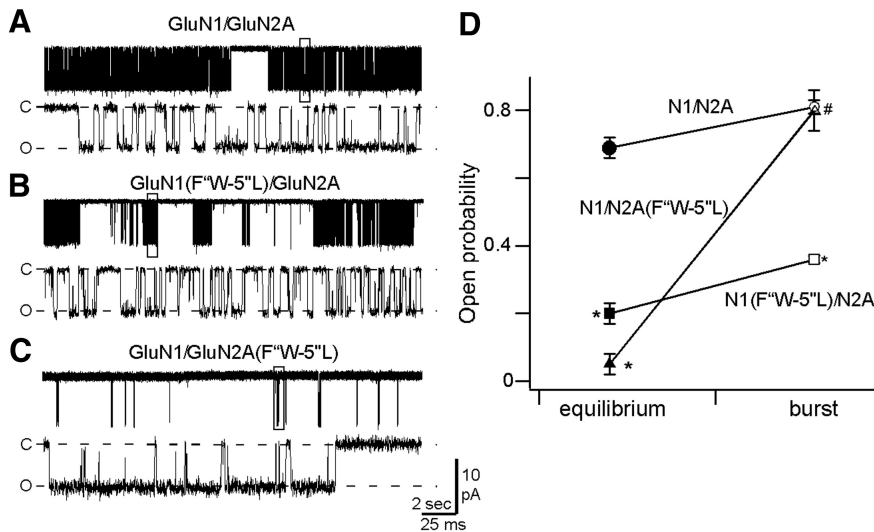 A
GluN1/GluN2A
C
O
B
GluN1(F“W-5"L)/GluN2A
C
O
C
GluN1/GluN2A(F“W-5"L)
C
O
10
pA
2 sec
25 ms
D
Open probability
0.8
0.4
0
N1/N2A
#
N1/N2A(F“W-5"L)
*
N1(F“W-5"L)/N2A
*
*
equilibrium
burst